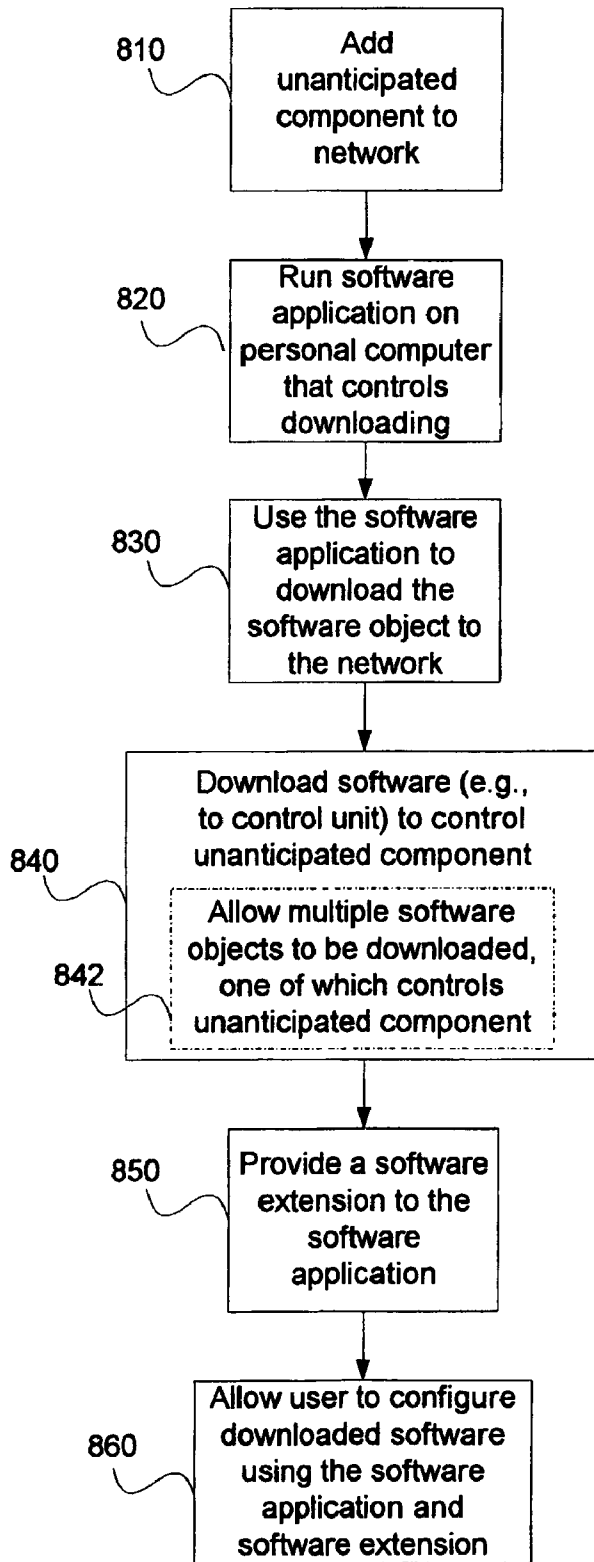 810
Add
unanticipated
component to
network
820
Run software
application on
personal computer
that controls
downloading
830
Use the software
application to
download the
software object to
the network
840
Download software (e.g.,
to control unit) to control
unanticipated component
842
Allow multiple software
objects to be downloaded,
one of which controls
unanticipated component
850
Provide a software
extension to the
software
application
860
Allow user to configure
downloaded software
using the software
application and
software extension